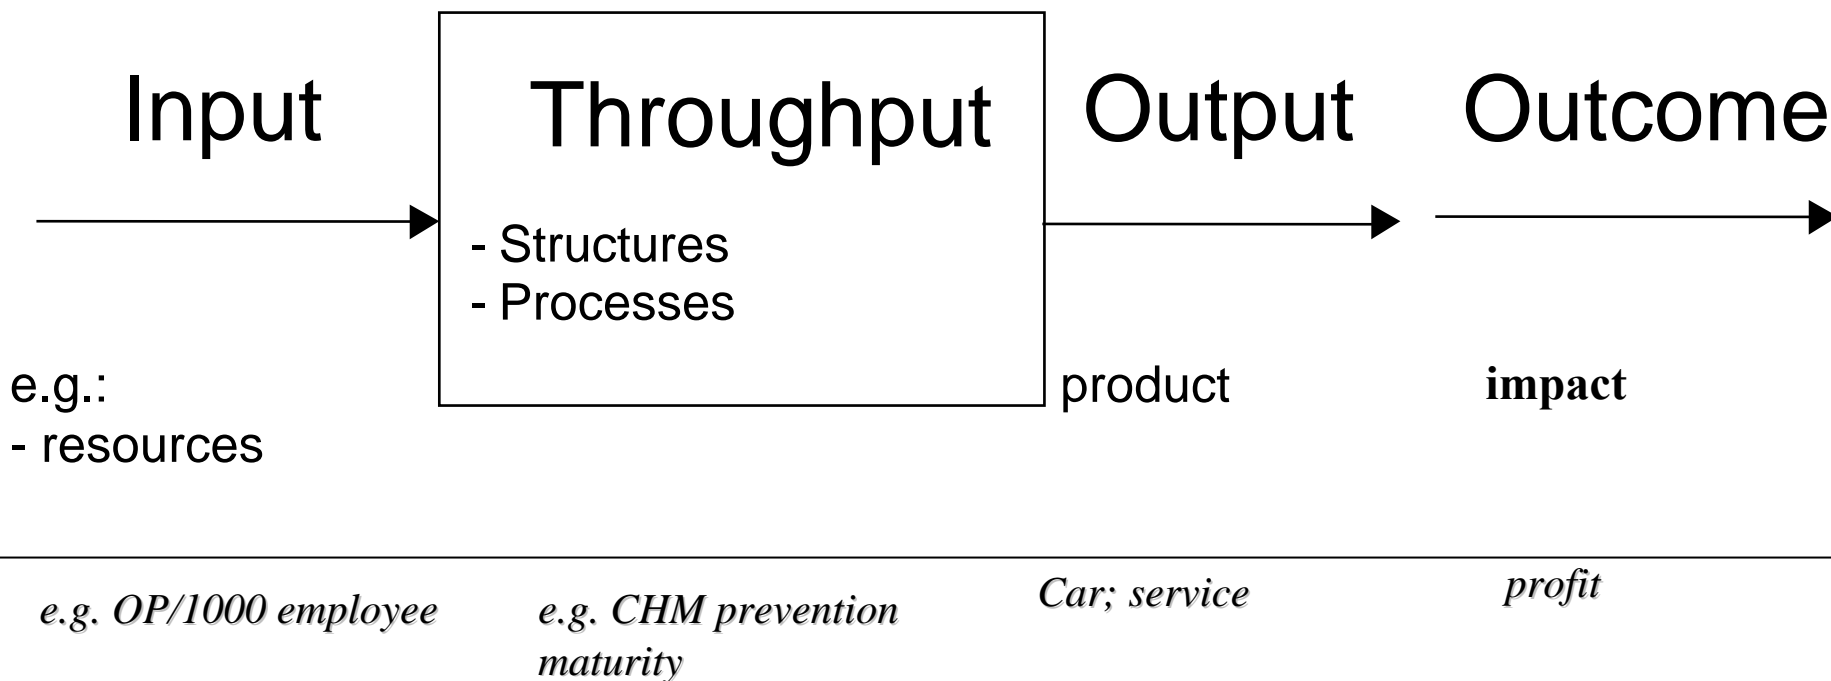 Input
Throughput
Output
Outcome
- Structures
- Processes
e.g.:
- resources
product
impact
e.g. OP/1000 employee
e.g. CHM prevention
maturity
Car; service
profit